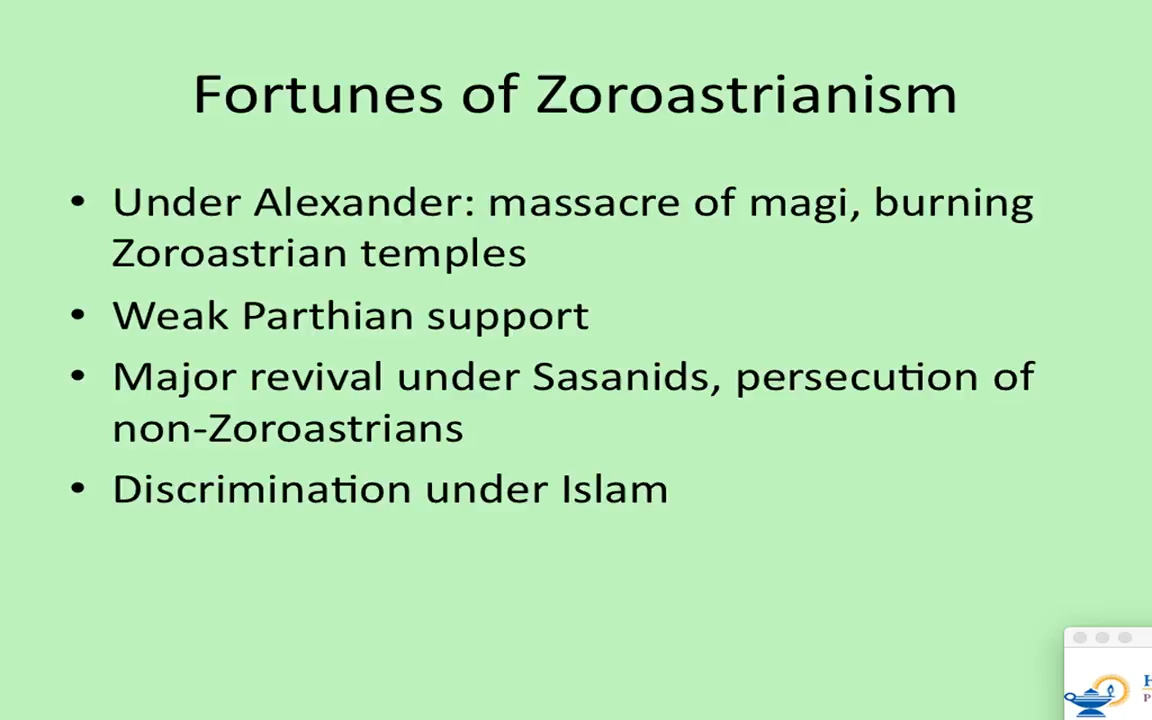 Fortunes of Zoroastrianism
• Under Alexander: massacre of magi, burning
Zoroastrian temples
• Weak Parthian support
• Major revival under Sasanids, persecution of
non-Zoroastrians
• Discrimination under Islam
H
P